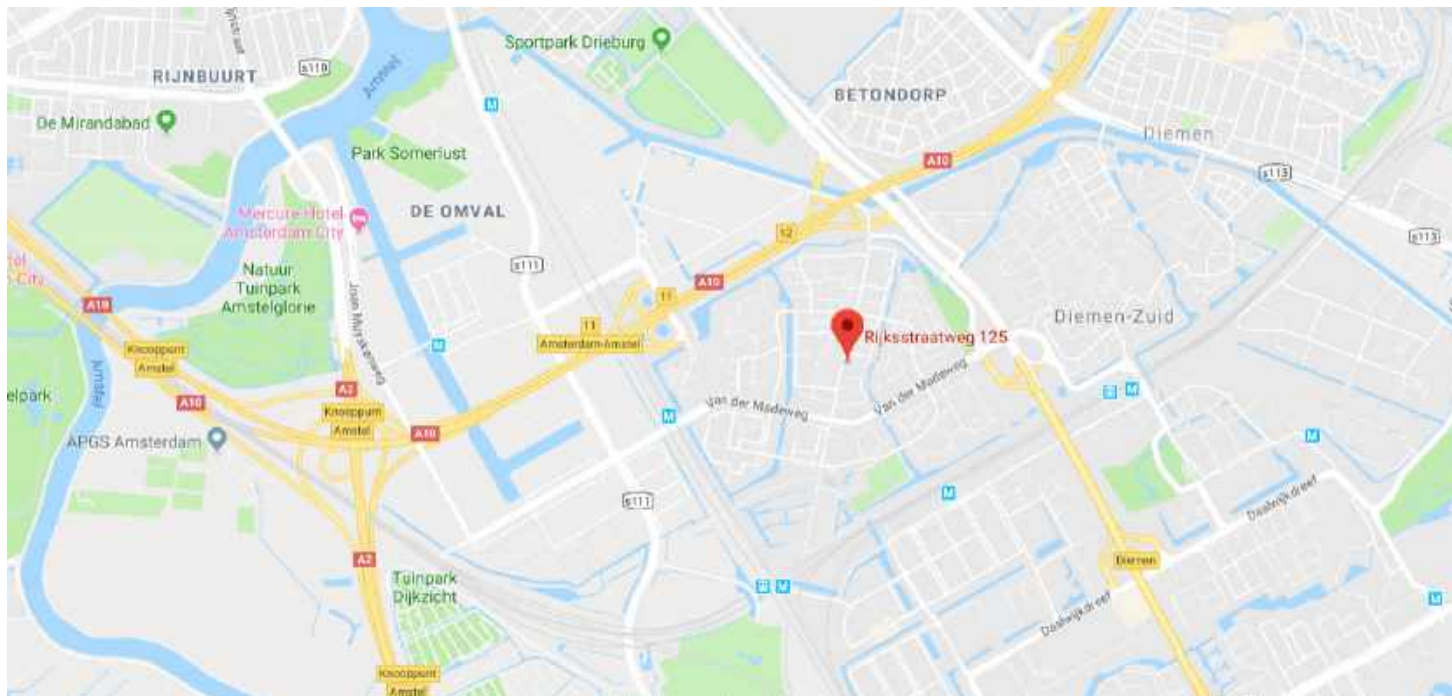 s110
Sportpark Drieburg
RIJNBUURT
Amstel
M
BETONDORP
De Mirandabad
Diemen
Park Somerlust
A10
s113
Mercure Hotel
Amsterdam City
DE OMVAL
12
s113
City
Natuur
Tuinpark
Amstelglorie
s111
A10
A10
11
Joan Muyskenweg
11
Amsterdam-Amstel
Rijksstraatweg 125
Diemen-Zuid
M
Knooppunt
Amstel
Amstel
A2
A10
elpark
Van der Madeweg
Van der Madeweg
M
M
Knooppunt
Amstel
A10
APGS Amsterdam
M
M
s111
Daalwijkdreef
A2
Diemen
Tuinpark
Dijkzicht
M
M
Daalwijkdreef
Knooppunt
Amstel